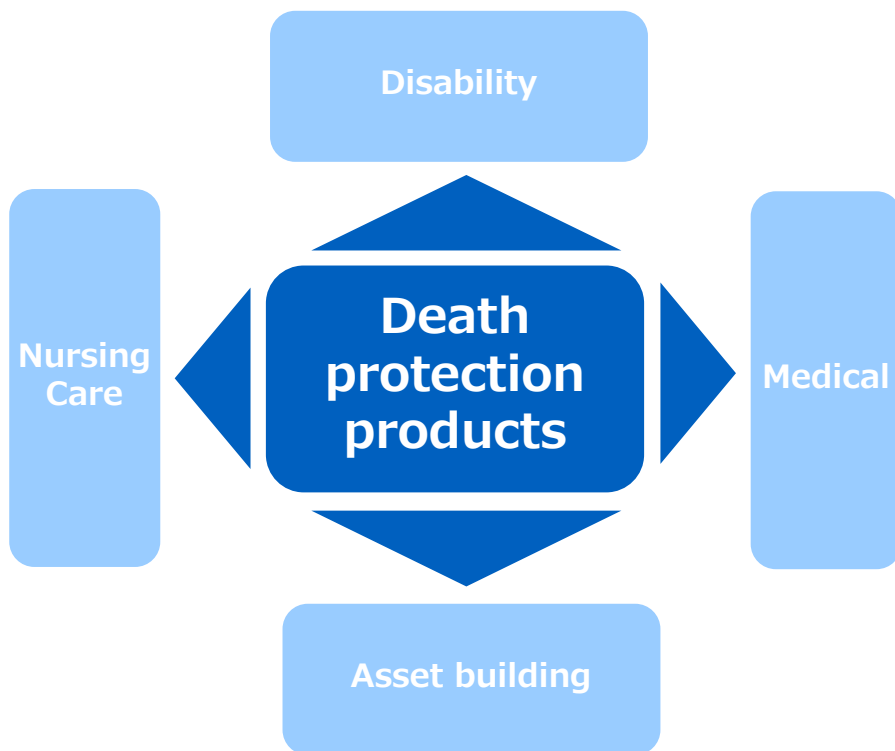 Disability
Nursing
Care
Death
protection
products
Medical
Asset building